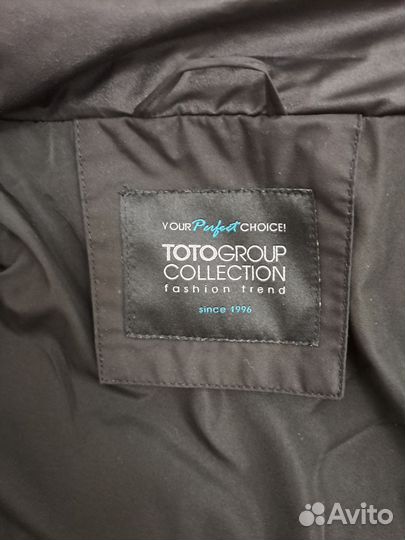 YOUR Perfect CHOICE!
TOTOGROUP
COLLECTION
fashion trend
since 1996
Avito